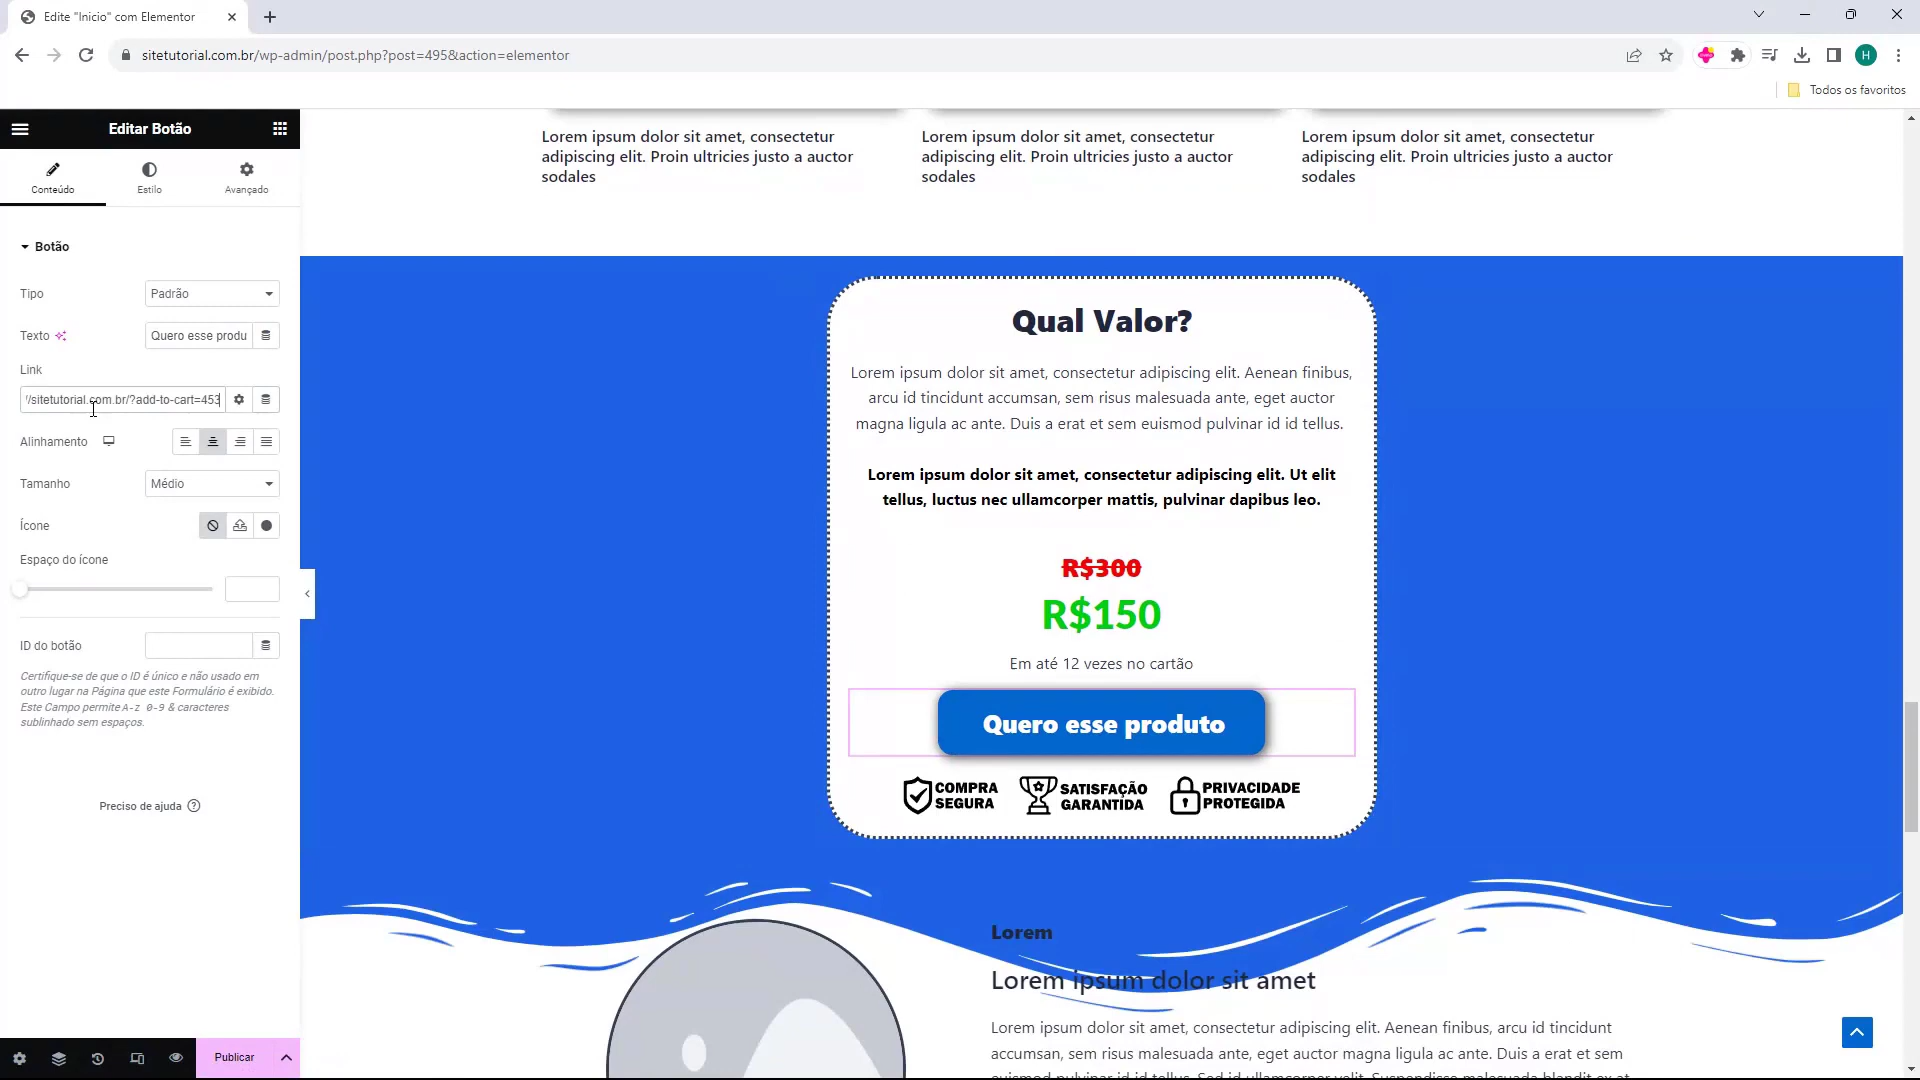 Edite "Inicio" com Elementor
sitetutorial.com.br/wp-admin/post.php?post=495&action=elementor
H
Todos os favoritos
Editar Botão
Conteúdo
Estilo
Avançado
Botão
Tipo
Padrão
Texto
Quero esse produ
Link
/sitetutorial.com.br/?add-to-cart=453
Alinhamento
Tamanho
Médio
Ícone
Espaço do ícone
ID do botão
Certifique-se de que o ID é único e não usado em
outro lugar na Página que este Formulário é exibido.
Este Campo permite A-z 0-9 & caracteres
sublinhado sem espaços.
Preciso de ajuda
Publicar
Lorem ipsum dolor sit amet, consectetur
adipiscing elit. Proin ultricies justo a auctor
sodales
Lorem ipsum dolor sit amet, consectetur
adipiscing elit. Proin ultricies justo a auctor
sodales
Lorem ipsum dolor sit amet, consectetur
adipiscing elit. Proin ultricies justo a auctor
sodales
Qual Valor?
Lorem ipsum dolor sit amet, consectetur adipiscing elit. Aenean finibus,
arcu id tincidunt accumsan, sem risus malesuada ante, eget auctor
magna ligula ac ante. Duis a erat et sem euismod pulvinar id id tellus.
Lorem ipsum dolor sit amet, consectetur adipiscing elit. Ut elit
tellus, luctus nec ullamcorper mattis, pulvinar dapibus leo.
R$300
R$150
Em até 12 vezes no cartão
Quero esse produto
COMPRA
SEGURA
SATISFAÇÃO
GARANTIDA
PRIVACIDADE
PROTEGIDA
Lorem
Lorem ipsum dolor sit amet
Lorem ipsum dolor sit amet, consectetur adipiscing elit. Aenean finibus, arcu id tincidunt
accumsan, sem risus malesuada ante, eget auctor magna ligula ac ante. Duis a erat et sem